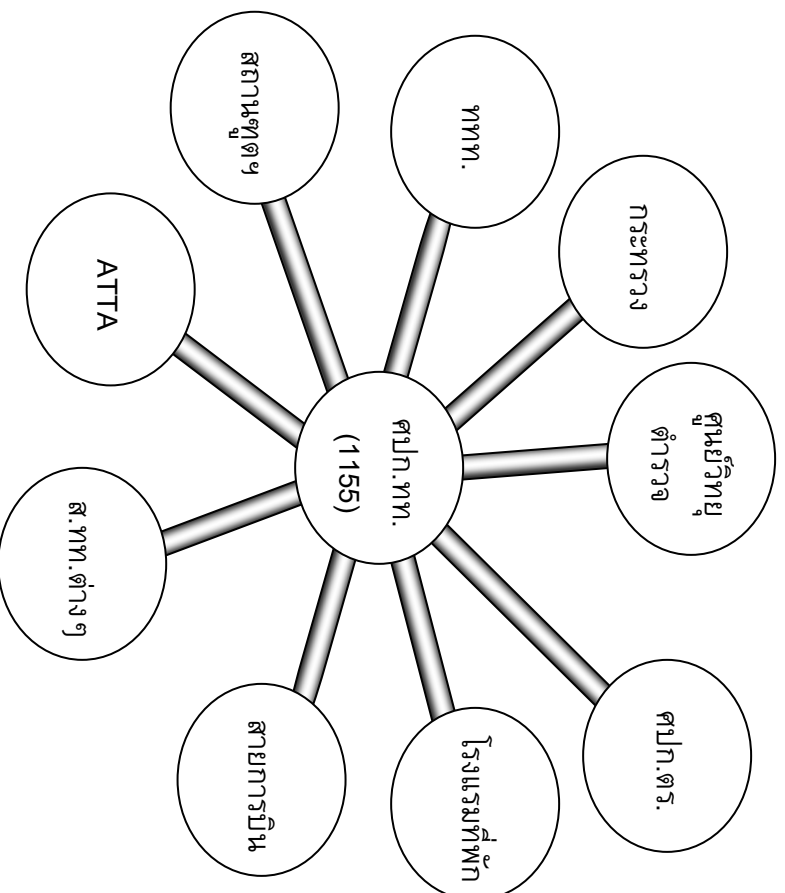 ศูนย์วิทยุ
ตำรวจ
กระทรวง
ศปก.ตร.
ททท.
โรงแรมที่พัก
ศปก.ทท.
(1155)
สถานทูตฯ
สายการบิน
ATTA
ส.ทท.ต่างๆ